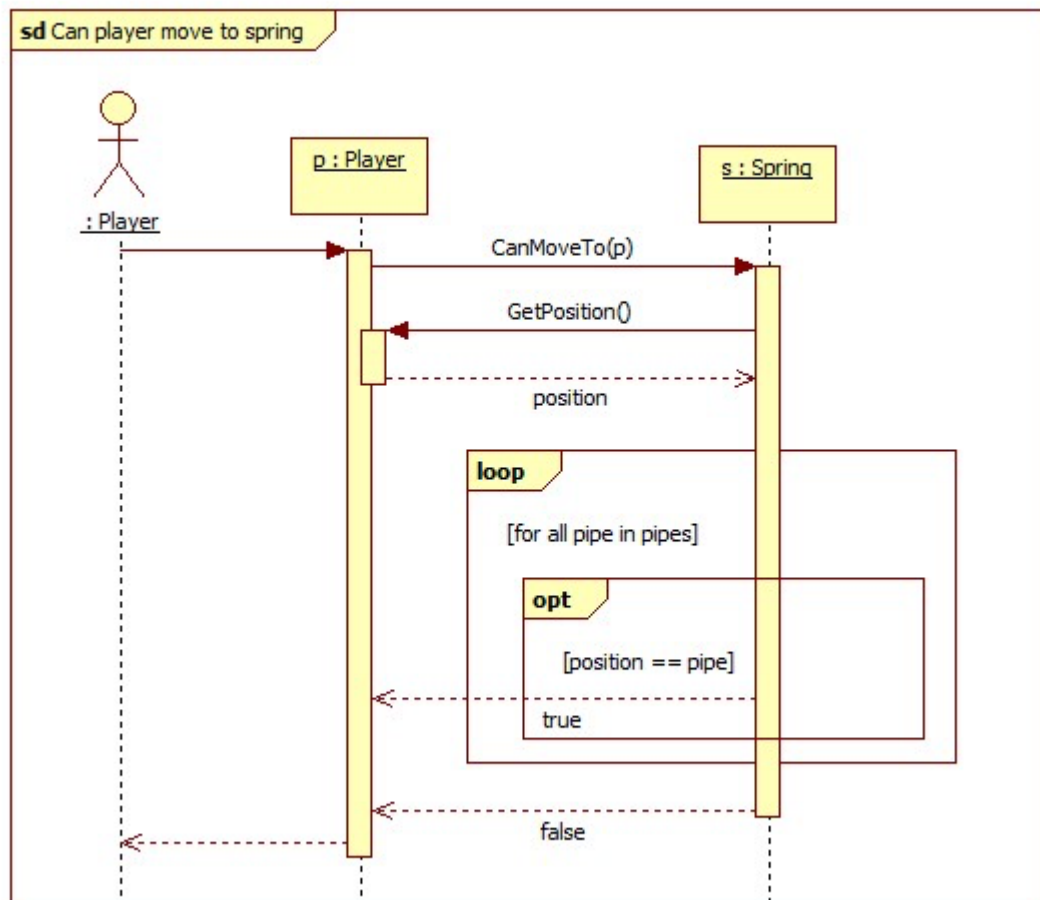 sd Can player move to spring
: Player
p : Player
s : Spring
CanMoveTo(p)
GetPosition()
position
loop
[for all pipe in pipes]
opt
[position == pipe]
true
false